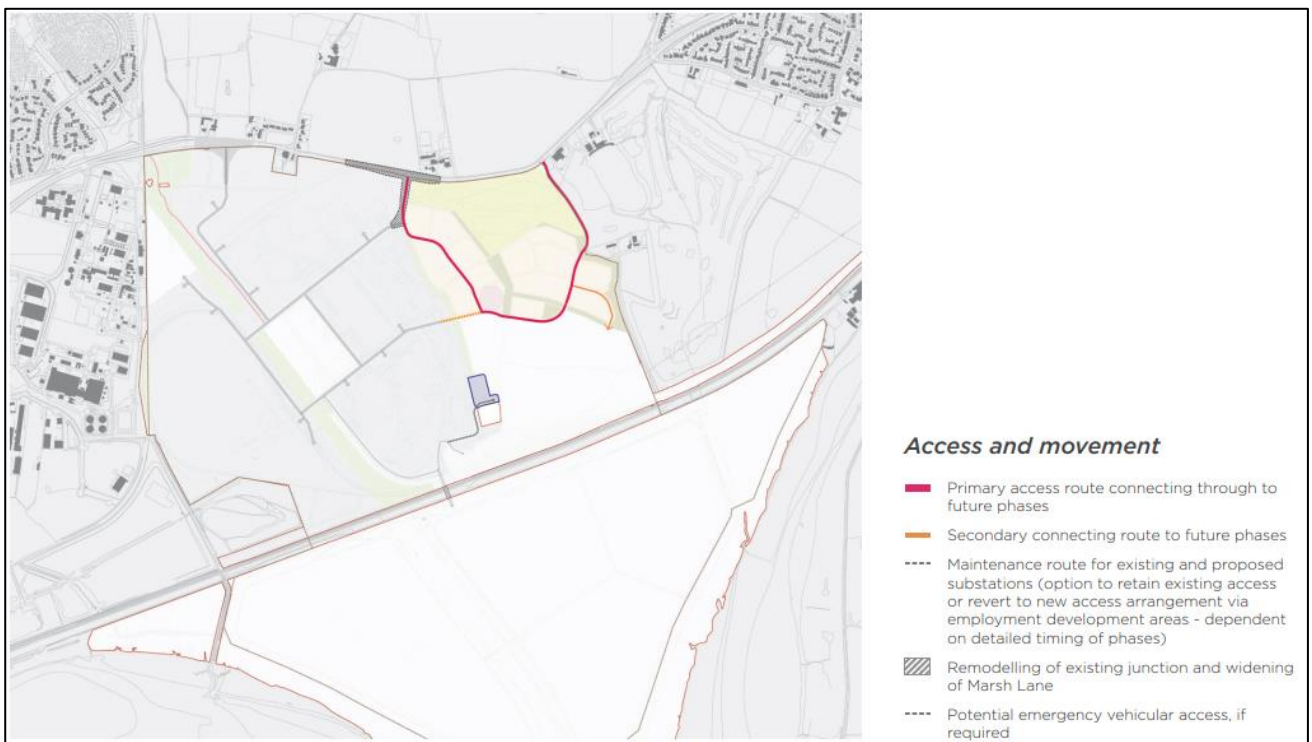 Access and movement
Primary access route connecting through to
future phases
Secondary connecting route to future phases
Maintenance route for existing and proposed
substations (option to retain existing access
or revert to new access arrangement via
employment development areas - dependent
on detailed timing of phases)
Remodelling of existing junction and widening
of Marsh Lane
Potential emergency vehicular access, if
required